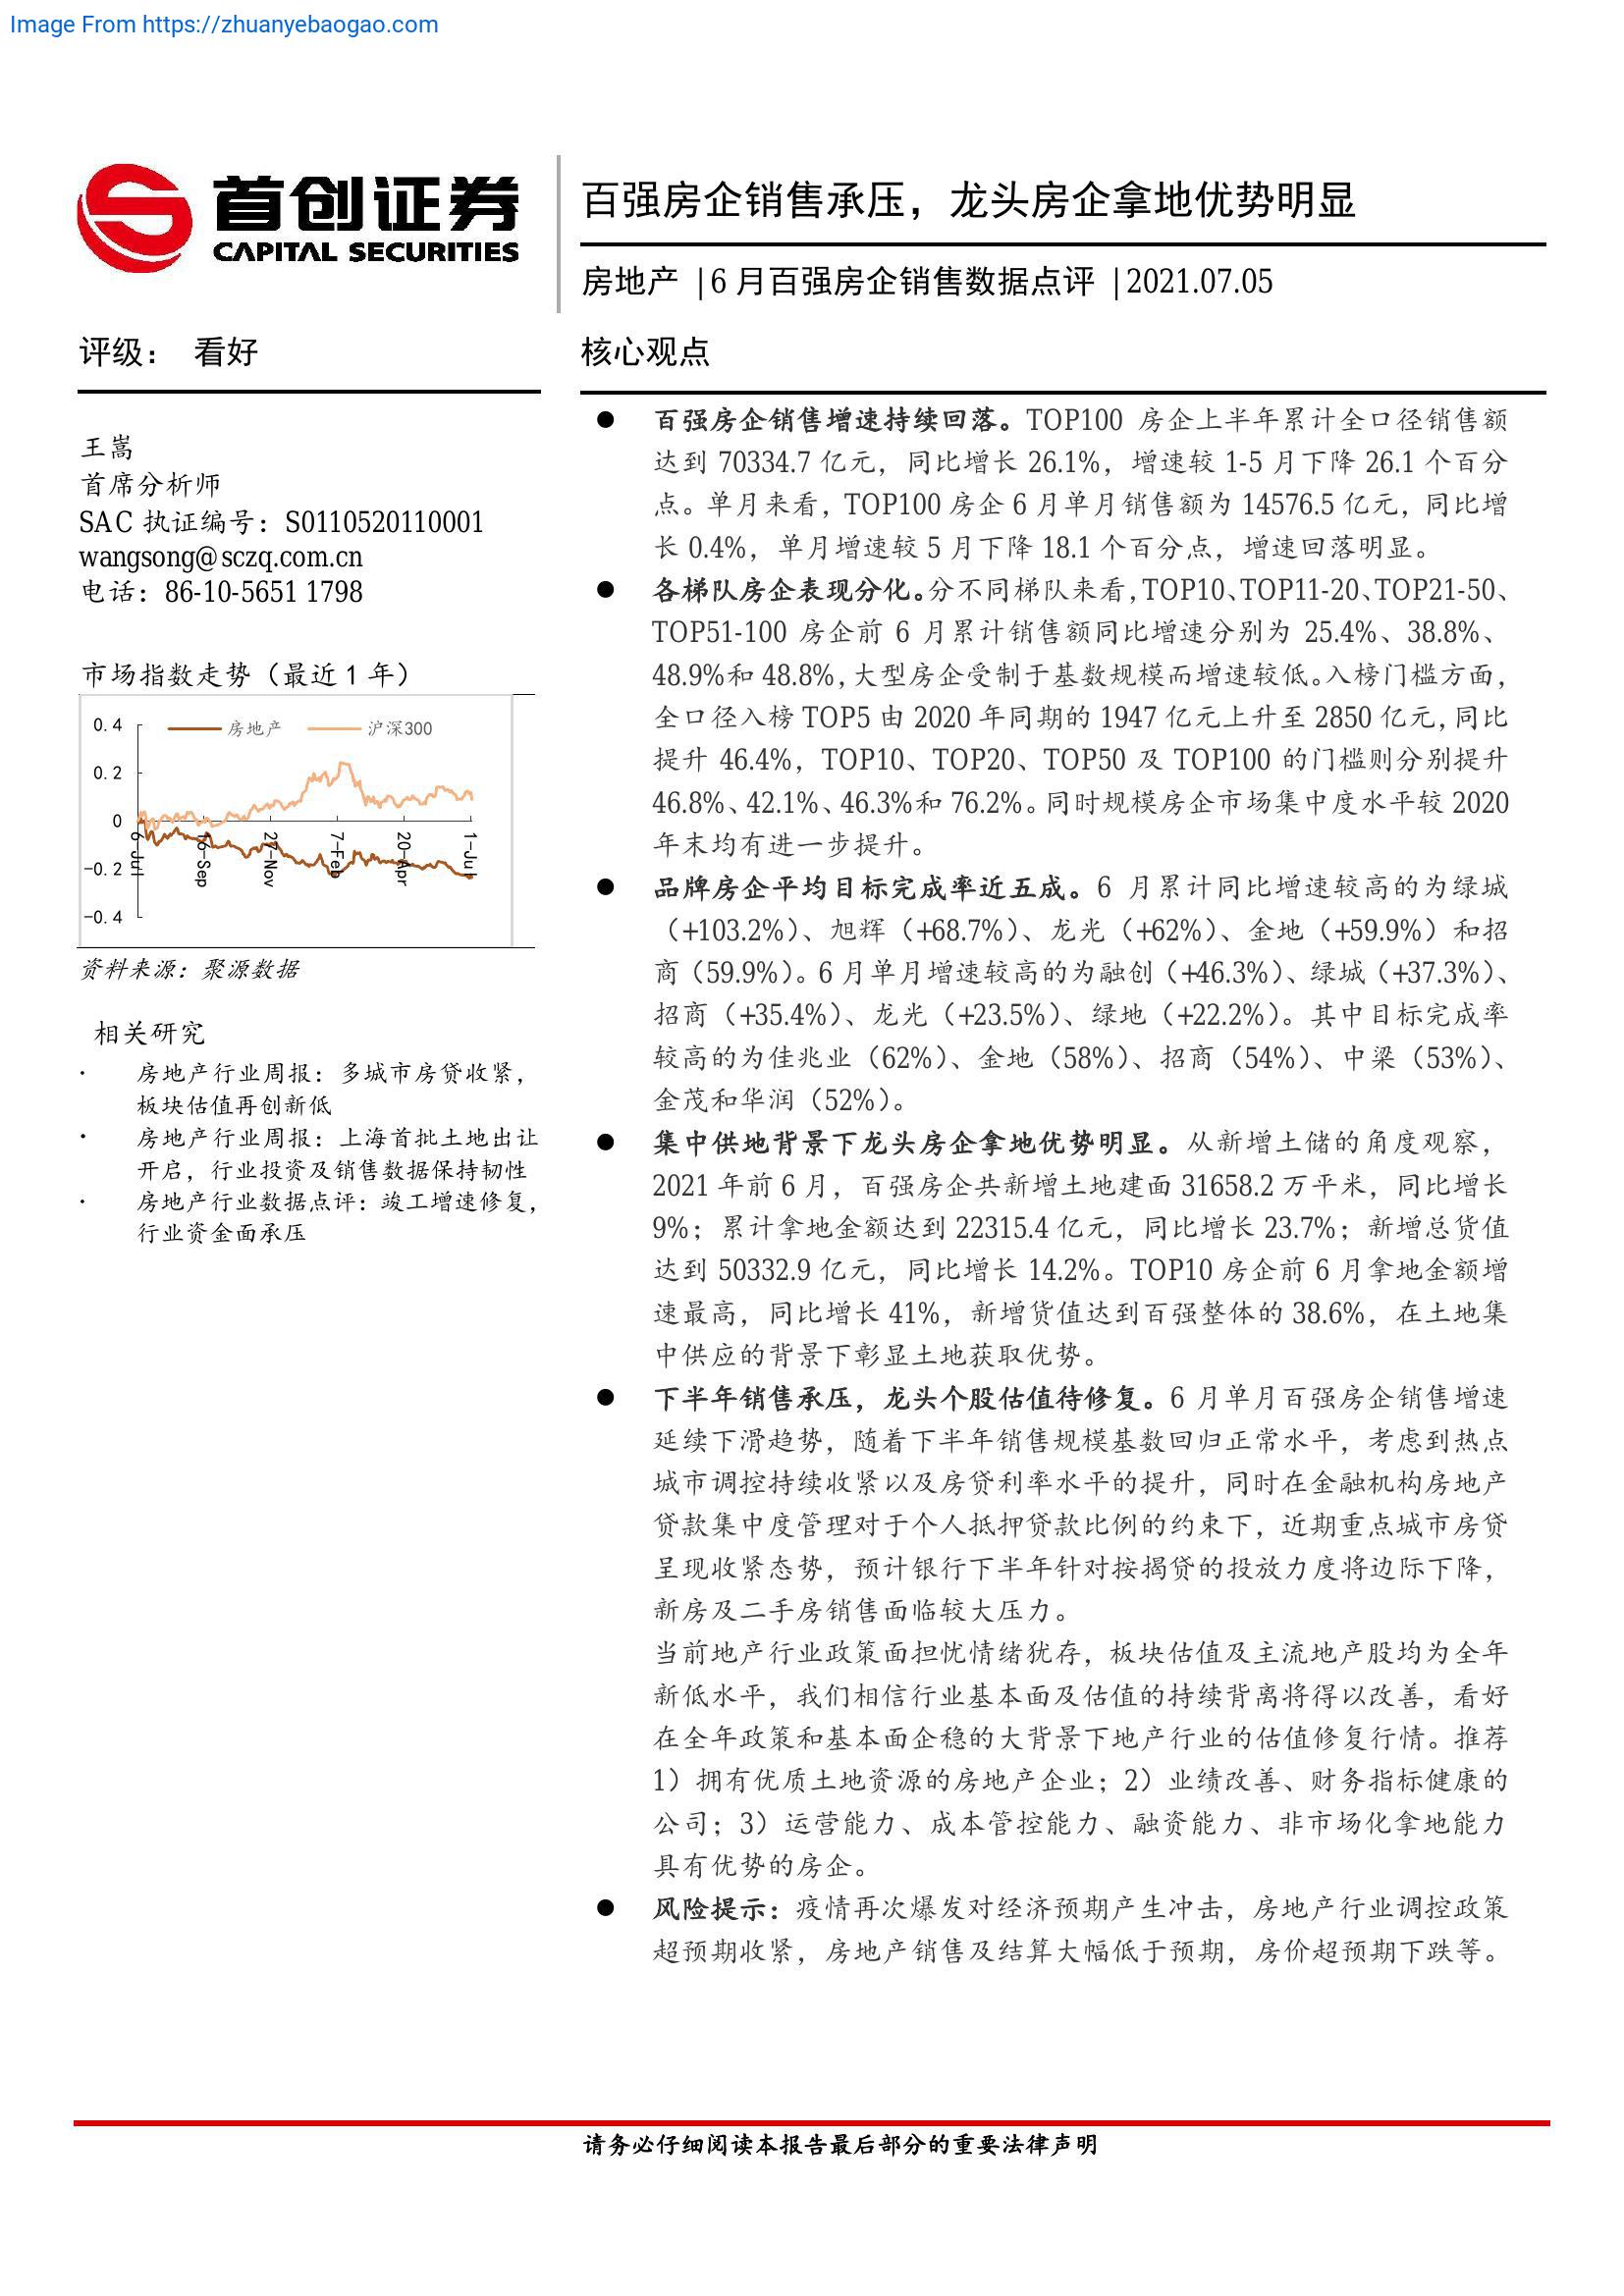 Image From https://zhuanyebaogao.com
首创证券
CAPITAL SECURITIES
百强房企销售承压，龙头房企拿地优势明显
房地产 |6 月百强房企销售数据点评 |2021.07.05
评级： 看好
王嵩
首席分析师
SAC 执证编号：S0110520110001
wangsong@sczq.com.cn
电话：86-10-5651 1798
市场指数走势（最近 1 年）
房地产 沪深300
0.4
0.2
0
-0.2
-0.4
6-Jul 16-Sep 27-Nov 7-Feb 20-Apr 1-Jul
资料来源：聚源数据
相关研究
· 房地产行业周报：多城市房贷收紧，
板块估值再创新低
· 房地产行业周报：上海首批土地出让
开启，行业投资及销售数据保持韧性
· 房地产行业数据点评：竣工增速修复，
行业资金面承压
核心观点
● 百强房企销售增速持续回落。TOP100 房企上半年累计全口径销售额
达到 70334.7 亿元，同比增长 26.1%，增速较 1-5 月下降 26.1 个百分
点。单月来看，TOP100 房企 6 月单月销售额为 14576.5 亿元，同比增
长 0.4%，单月增速较 5 月下降 18.1 个百分点，增速回落明显。
● 各梯队房企表现分化。分不同梯队来看，TOP10、TOP11-20、TOP21-50、
TOP51-100 房企前 6 月累计销售额同比增速分别为 25.4%、38.8%、
48.9%和 48.8%，大型房企受制于基数规模而增速较低。入榜门槛方面，
全口径入榜 TOP5 由 2020 年同期的 1947 亿元上升至 2850 亿元，同比
提升 46.4%，TOP10、TOP20、TOP50 及 TOP100 的门槛则分别提升
46.8%、42.1%、46.3%和 76.2%。同时规模房企市场集中度水平较 2020
年末均有进一步提升。
● 品牌房企平均目标完成率近五成。6 月累计同比增速较高的为绿城
（+103.2%）、旭辉（+68.7%）、龙光（+62%）、金地（+59.9%）和招
商（59.9%）。6 月单月增速较高的为融创（+46.3%）、绿城（+37.3%）、
招商（+35.4%）、龙光（+23.5%）、绿地（+22.2%）。其中目标完成率
较高的为佳兆业（62%）、金地（58%）、招商（54%）、中梁（53%）、
金茂和华润（52%）。
● 集中供地背景下龙头房企拿地优势明显。从新增土储的角度观察，
2021 年前 6 月，百强房企共新增土地建面 31658.2 万平米，同比增长
9%；累计拿地金额达到 22315.4 亿元，同比增长 23.7%；新增总货值
达到 50332.9 亿元，同比增长 14.2%。TOP10 房企前 6 月拿地金额增
速最高，同比增长 41%，新增货值达到百强整体的 38.6%，在土地集
中供应的背景下彰显土地获取优势。
● 下半年销售承压，龙头个股估值待修复。6 月单月百强房企销售增速
延续下滑趋势，随着下半年销售规模基数回归正常水平，考虑到热点
城市调控持续收紧以及房贷利率水平的提升，同时在金融机构房地产
贷款集中度管理对于个人抵押贷款比例的约束下，近期重点城市房贷
呈现收紧态势，预计银行下半年针对按揭贷的投放力度将边际下降，
新房及二手房销售面临较大压力。
当前地产行业政策面担忧情绪犹存，板块估值及主流地产股均为全年
新低水平，我们相信行业基本面及估值的持续背离将得以改善，看好
在全年政策和基本面企稳的大背景下地产行业的估值修复行情。推荐
1）拥有优质土地资源的房地产企业；2）业绩改善、财务指标健康的
公司；3）运营能力、成本管控能力、融资能力、非市场化拿地能力
具有优势的房企。
● 风险提示：疫情再次爆发对经济预期产生冲击，房地产行业调控政策
超预期收紧，房地产销售及结算大幅低于预期，房价超预期下跌等。
请务必仔细阅读本报告最后部分的重要法律声明